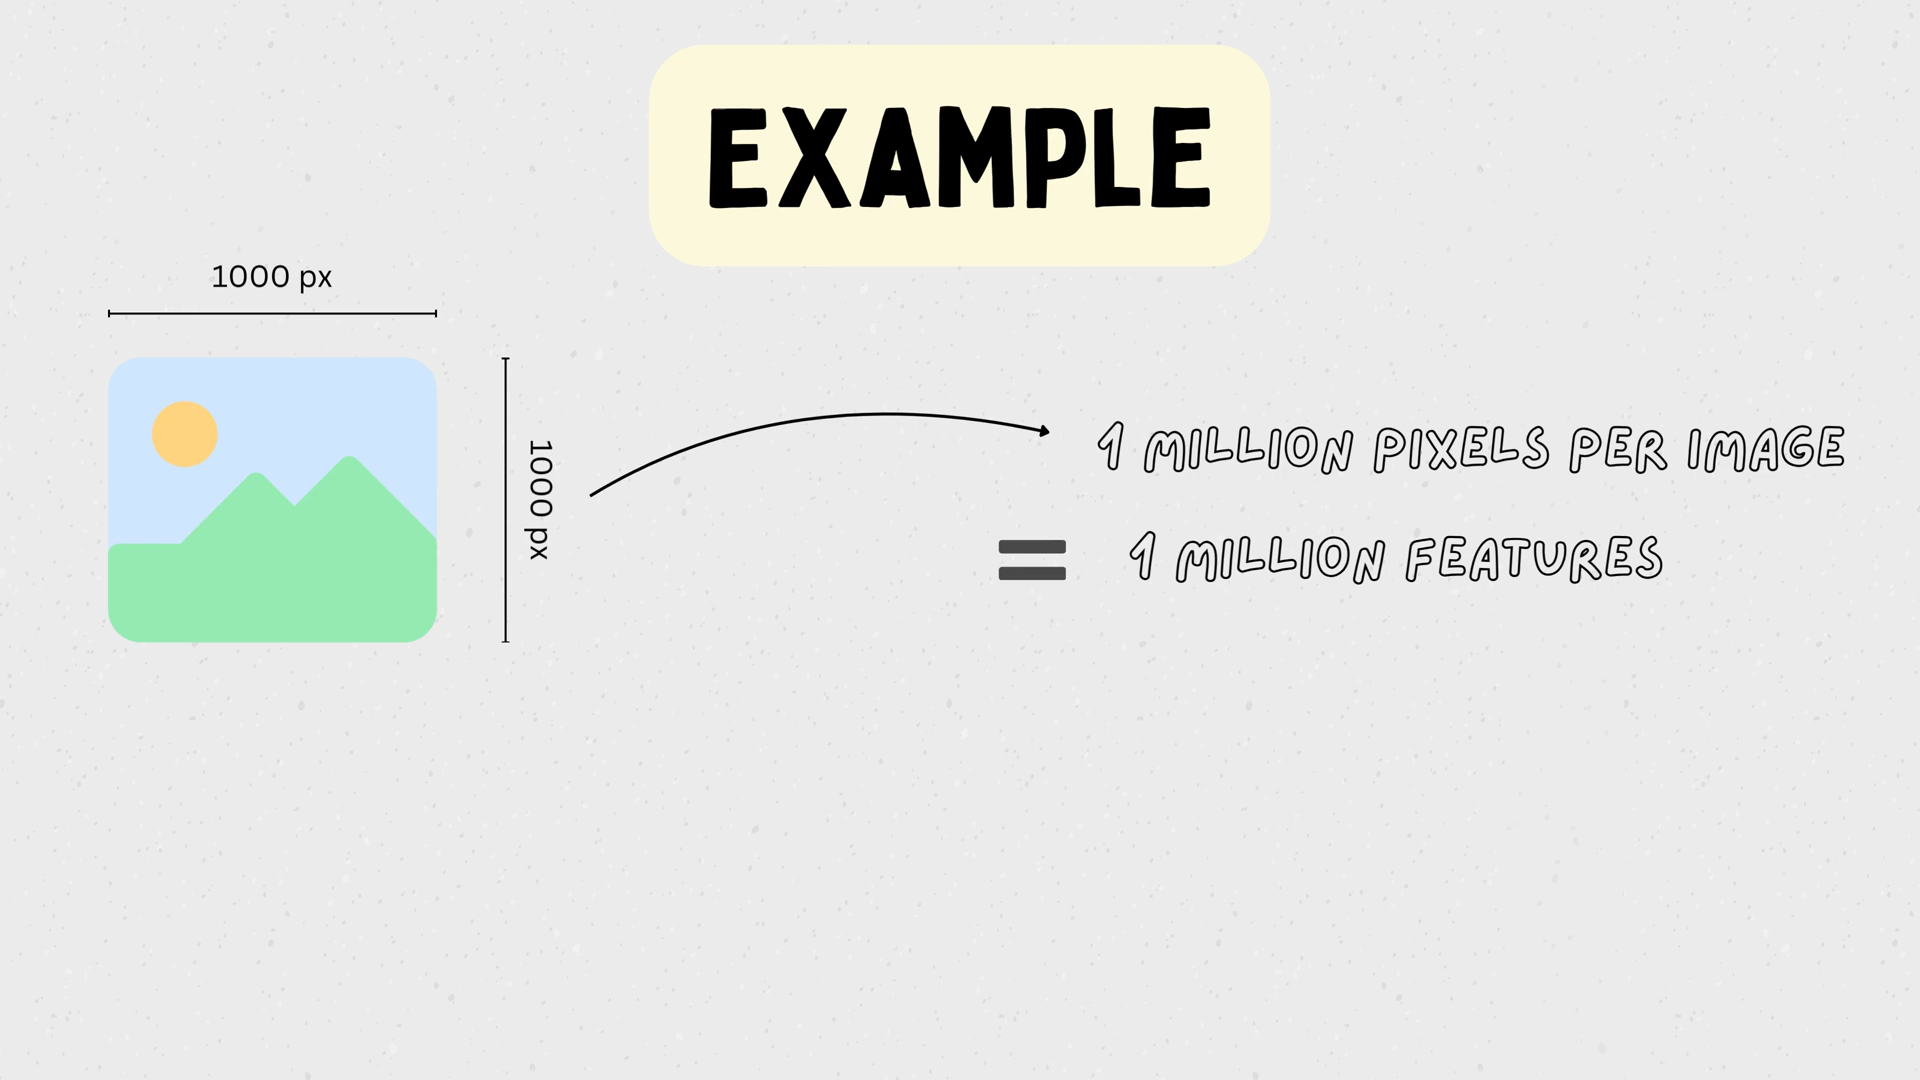 EXAMPLE
1000 px
1000 px
1 MILLION PIXELS PER IMAGE
= 1 MILLION FEATURES